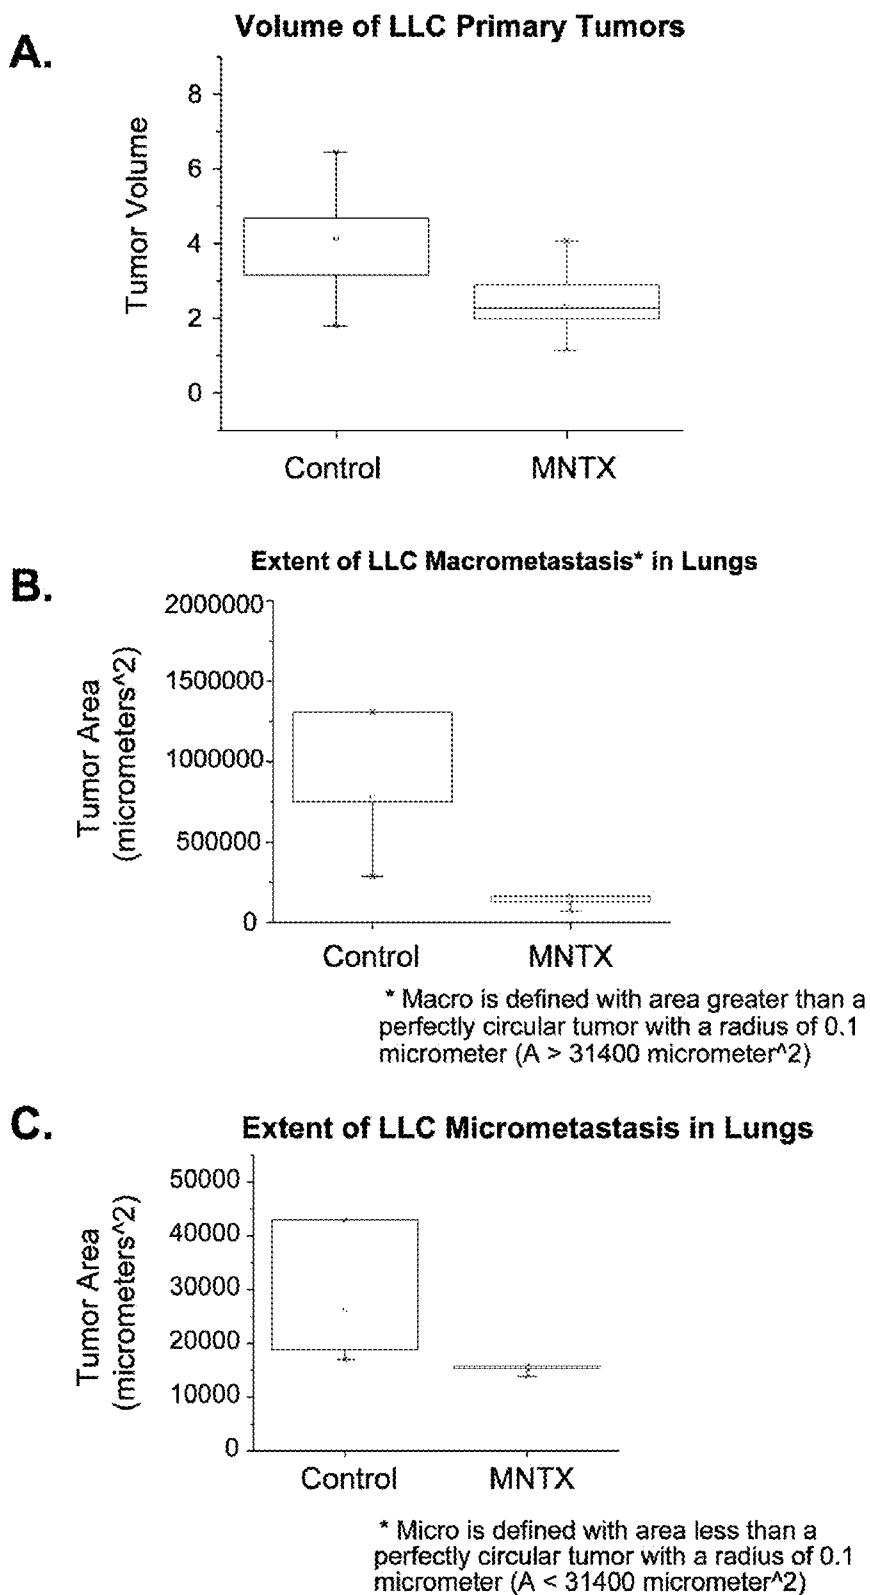 A.
Volume of LLC Primary Tumors
Tumor Volume
8
6
4
2
0
Control MNTX
B.
Extent of LLC Macrometastasis* in Lungs
Tumor Area
(micrometers^2)
2000000
1500000
1000000
500000
0
Control MNTX
* Macro is defined with area greater than a
perfectly circular tumor with a radius of 0.1
micrometer (A > 31400 micrometer^2)
C.
Extent of LLC Micrometastasis in Lungs
Tumor Area
(micrometers^2)
50000
40000
30000
20000
10000
0
Control MNTX
* Micro is defined with area less than a
perfectly circular tumor with a radius of 0.1
micrometer (A < 31400 micrometer^2)